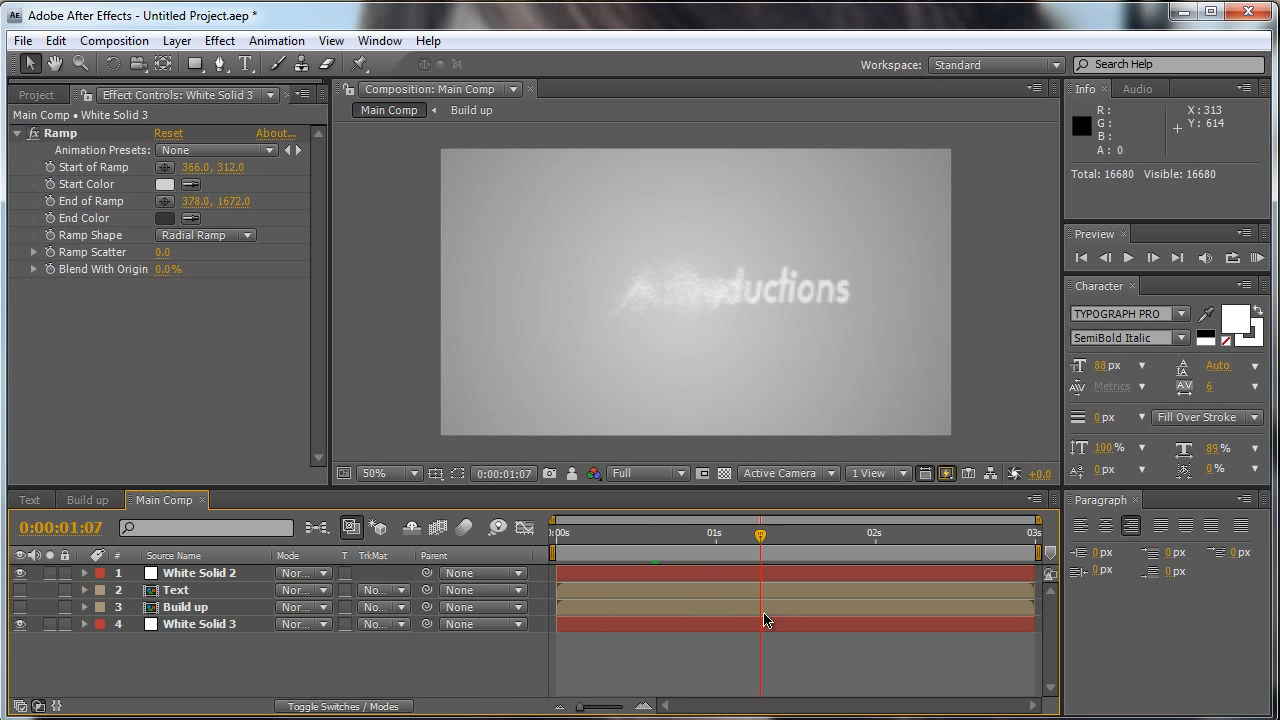 Adobe After Effects - Untitled Project.aep *
File Edit Composition Layer Effect Animation View Window Help
Workspace: Standard Search Help
Project Effect Controls: White Solid 3
Main Comp • White Solid 3
fx Ramp Reset About...
Animation Presets: None
Start of Ramp 366.0, 312.0
Start Color
End of Ramp 378.0, 1672.0
End Color
Ramp Shape Radial Ramp
Ramp Scatter 0.0
Blend With Origin 0.0%
Composition: Main Comp
Main Comp Build up
ductions
50% 0:00:01:07 Full Active Camera 1 View +0.0
Info Audio
R: X: 313
G: Y: 614
B:
A: 0
Total: 16680 Visible: 16680
Preview
Character
TYPOGRAPH PRO
SemiBold Italic
88 px Auto
Metrics 6
0 px Fill Over Stroke
100 % 89 %
0 px 0 %
Paragraph
0 px 0 px 0 px
0 px 0 px
Text Build up Main Comp
0:00:01:07
):00s 01s 02s 03s
# Source Name Mode T TrkMat Parent
1 White Solid 2 Nor... None
2 Text Nor... No... None
3 Build up Nor... No... None
4 White Solid 3 Nor... No... None
Toggle Switches / Modes